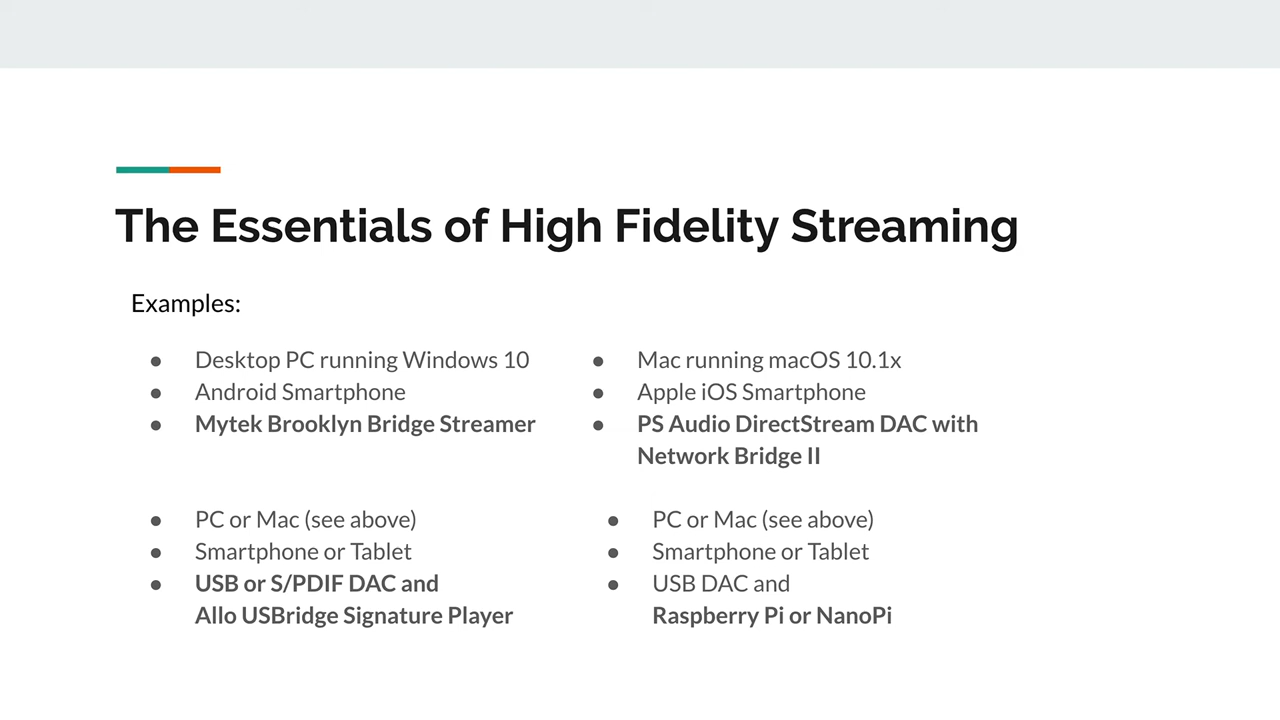 The Essentials of High Fidelity Streaming
Examples:
● Desktop PC running Windows 10
● Android Smartphone
● Mytek Brooklyn Bridge Streamer
● Mac running macOS 10.1x
● Apple iOS Smartphone
● PS Audio DirectStream DAC with
Network Bridge II
● PC or Mac (see above)
● Smartphone or Tablet
● USB or S/PDIF DAC and
Allo USBridge Signature Player
● PC or Mac (see above)
● Smartphone or Tablet
● USB DAC and
Raspberry Pi or NanoPi